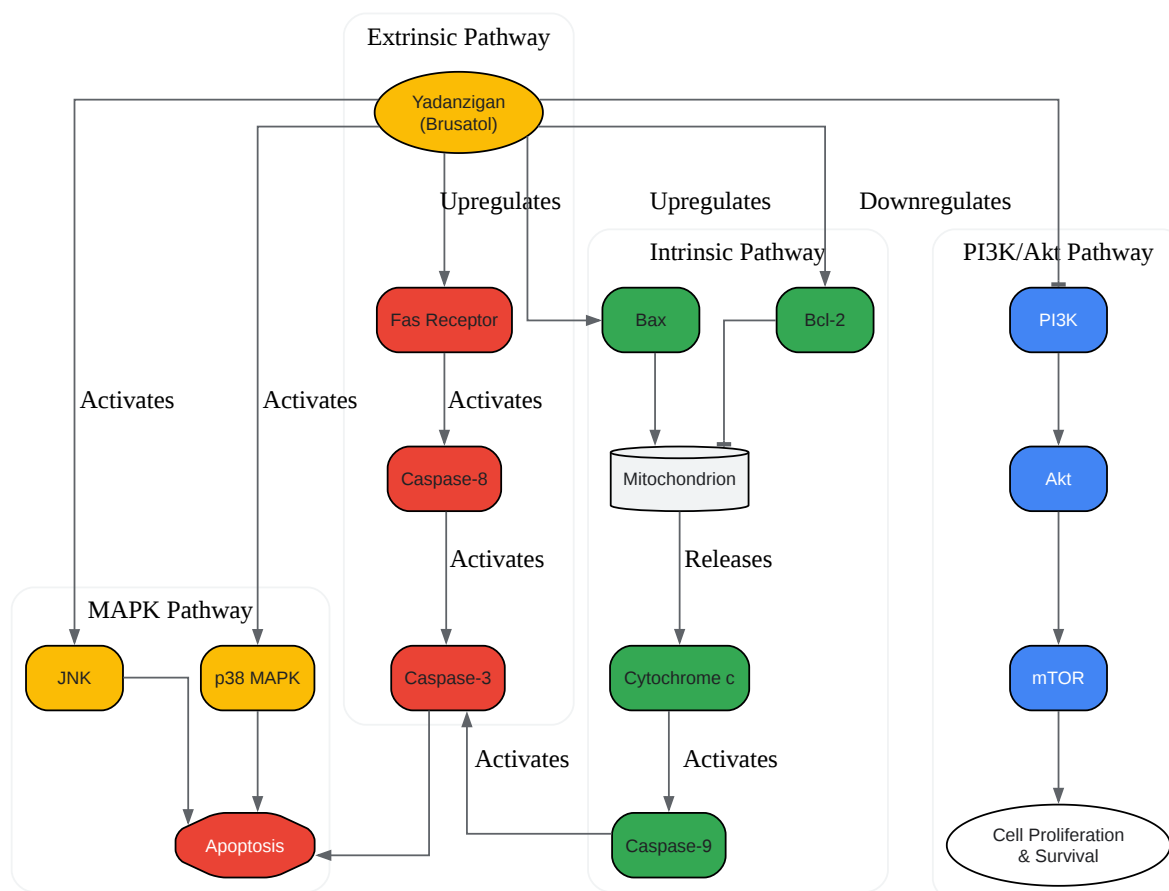 Extrinsic Pathway
Yadanzigan
(Brusatol)
Upregulates
Upregulates
Downregulates
Intrinsic Pathway
PI3K/Akt Pathway
Fas Receptor
Bax
Bcl-2
PI3K
Activates
Activates
Activates
Caspase-8
Mitochondrion
Akt
Activates
Releases
MAPK Pathway
JNK
p38 MAPK
Caspase-3
Cytochrome c
mTOR
Activates
Activates
Apoptosis
Caspase-9
Cell Proliferation
& Survival